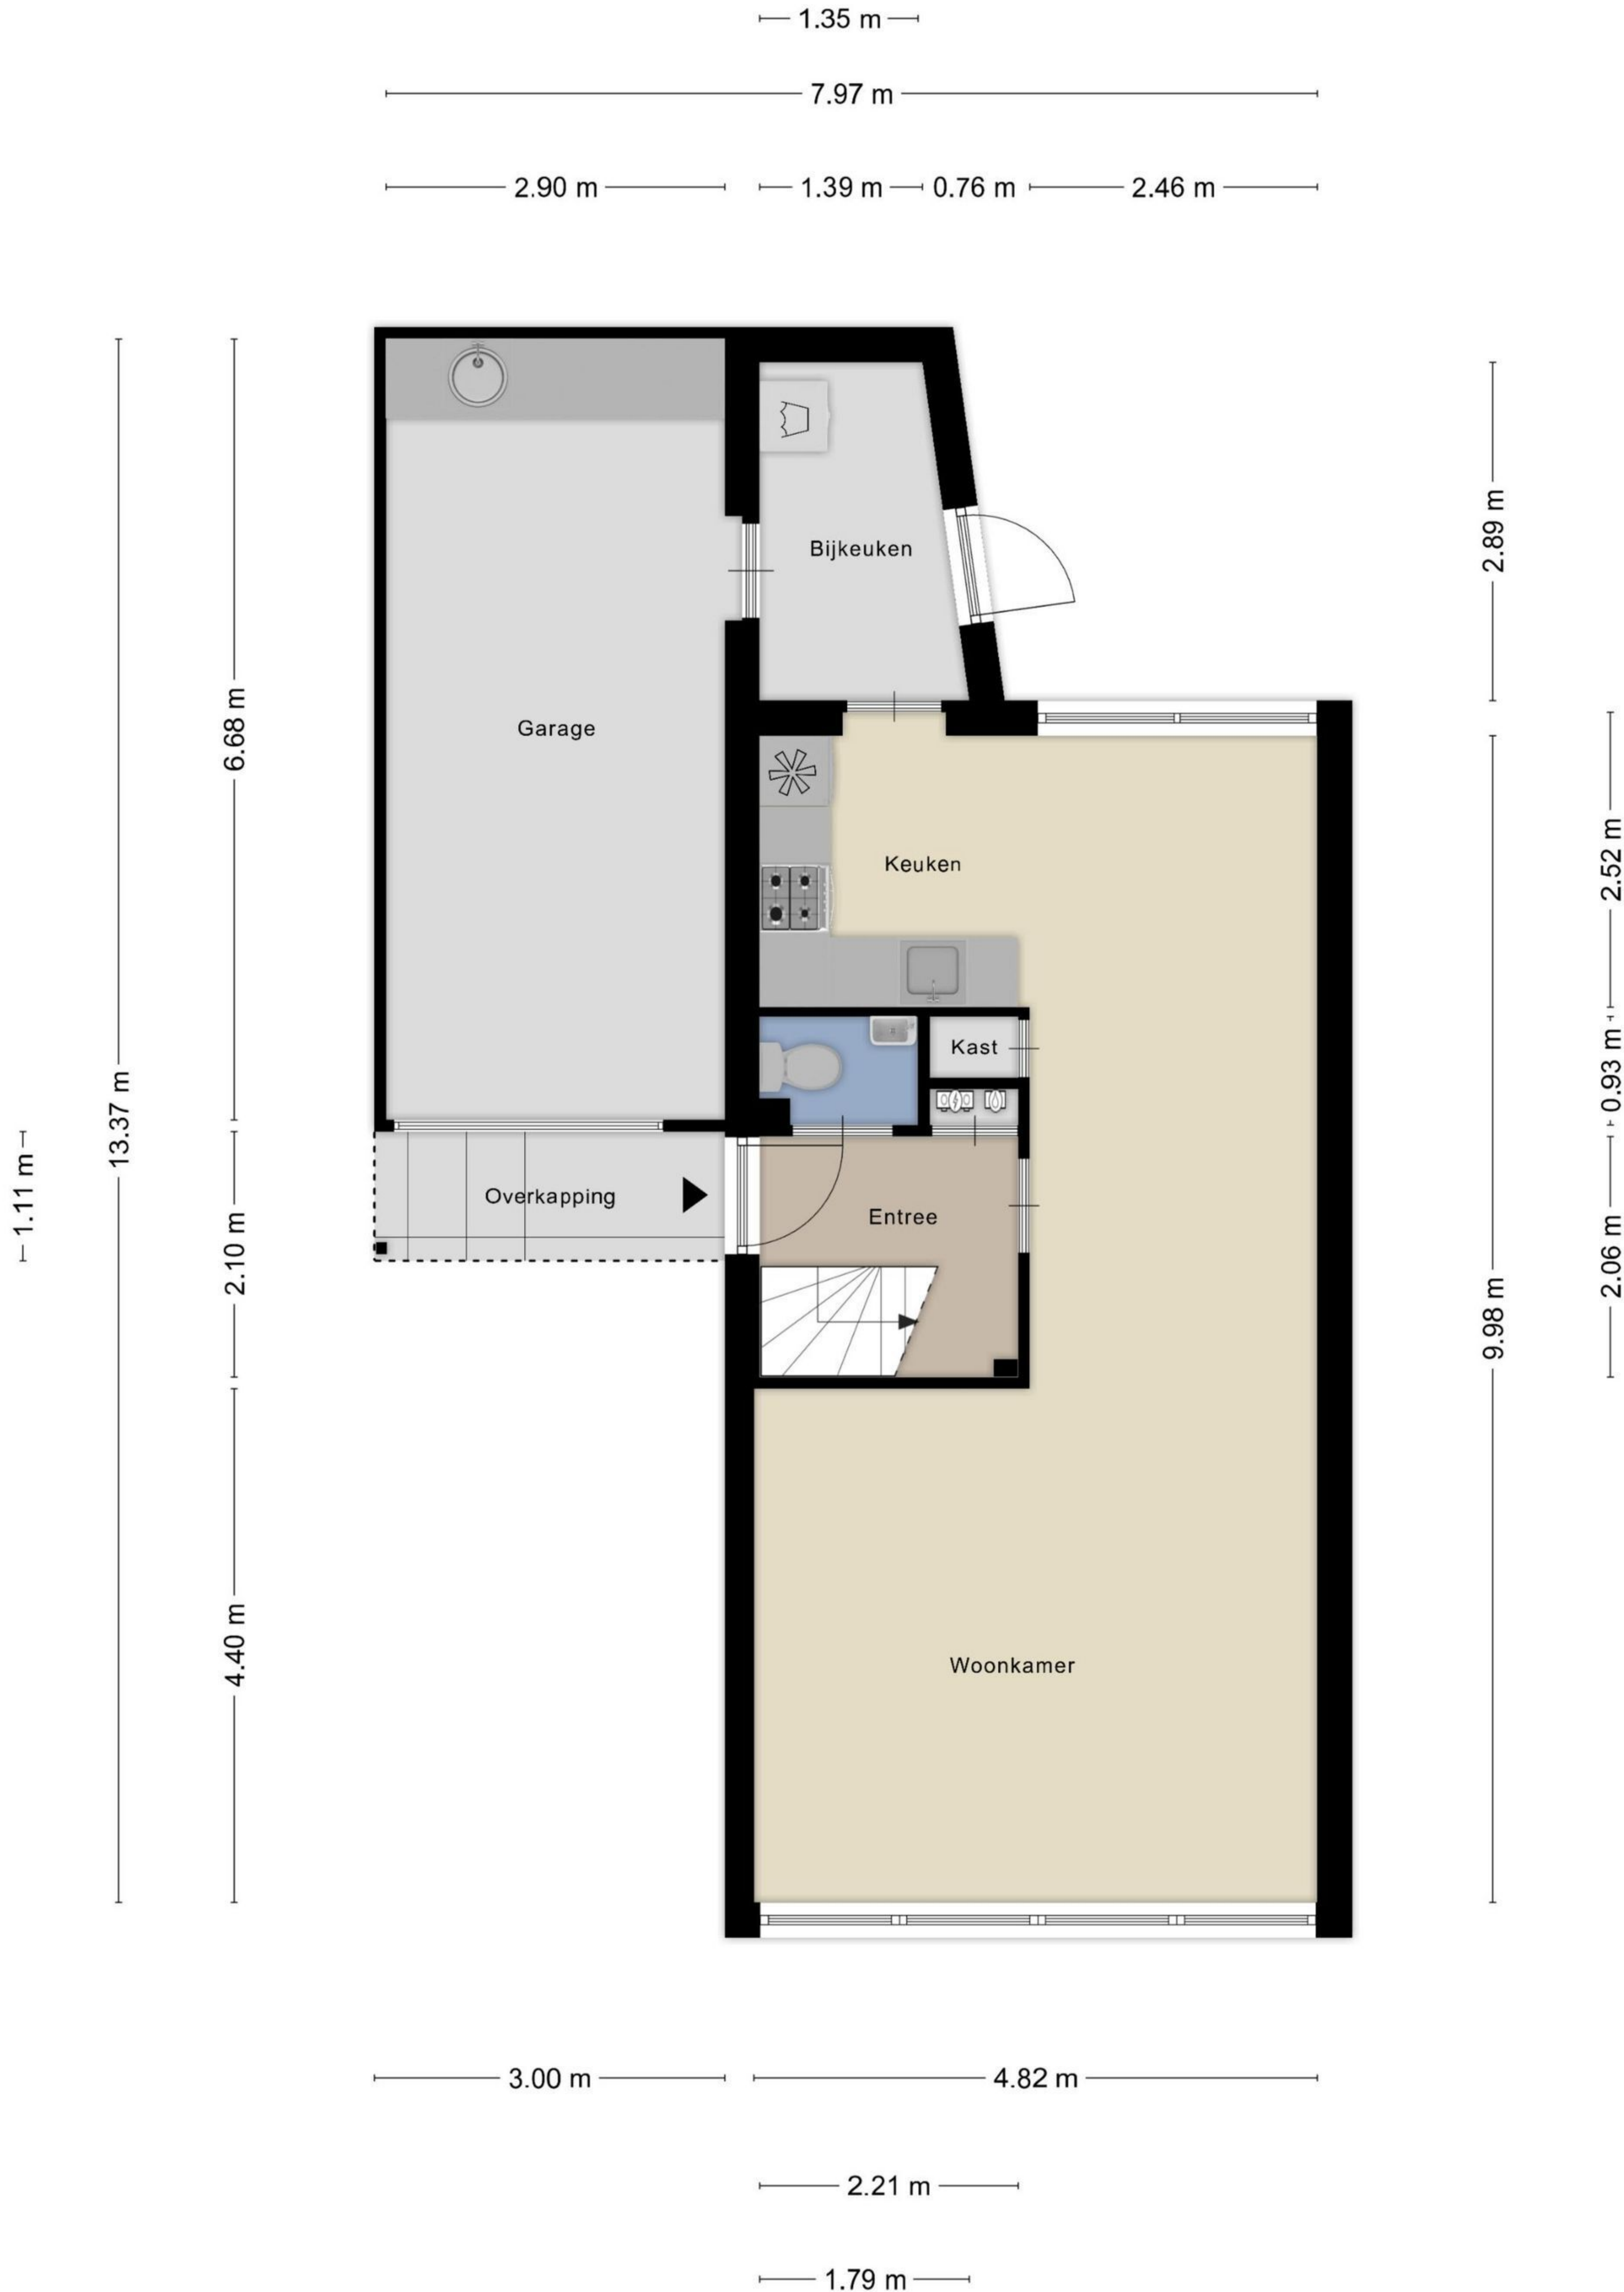 1.35 m
7.97 m
2.90 m
1.39 m
0.76 m
2.46 m
2.89 m
Bijkeuken
Garage
6.68 m
2.52 m
Keuken
Kast
0.93 m
13.37 m
1.11 m
Overkapping
Entree
2.10 m
2.06 m
9.98 m
4.40 m
Woonkamer
3.00 m
4.82 m
2.21 m
1.79 m